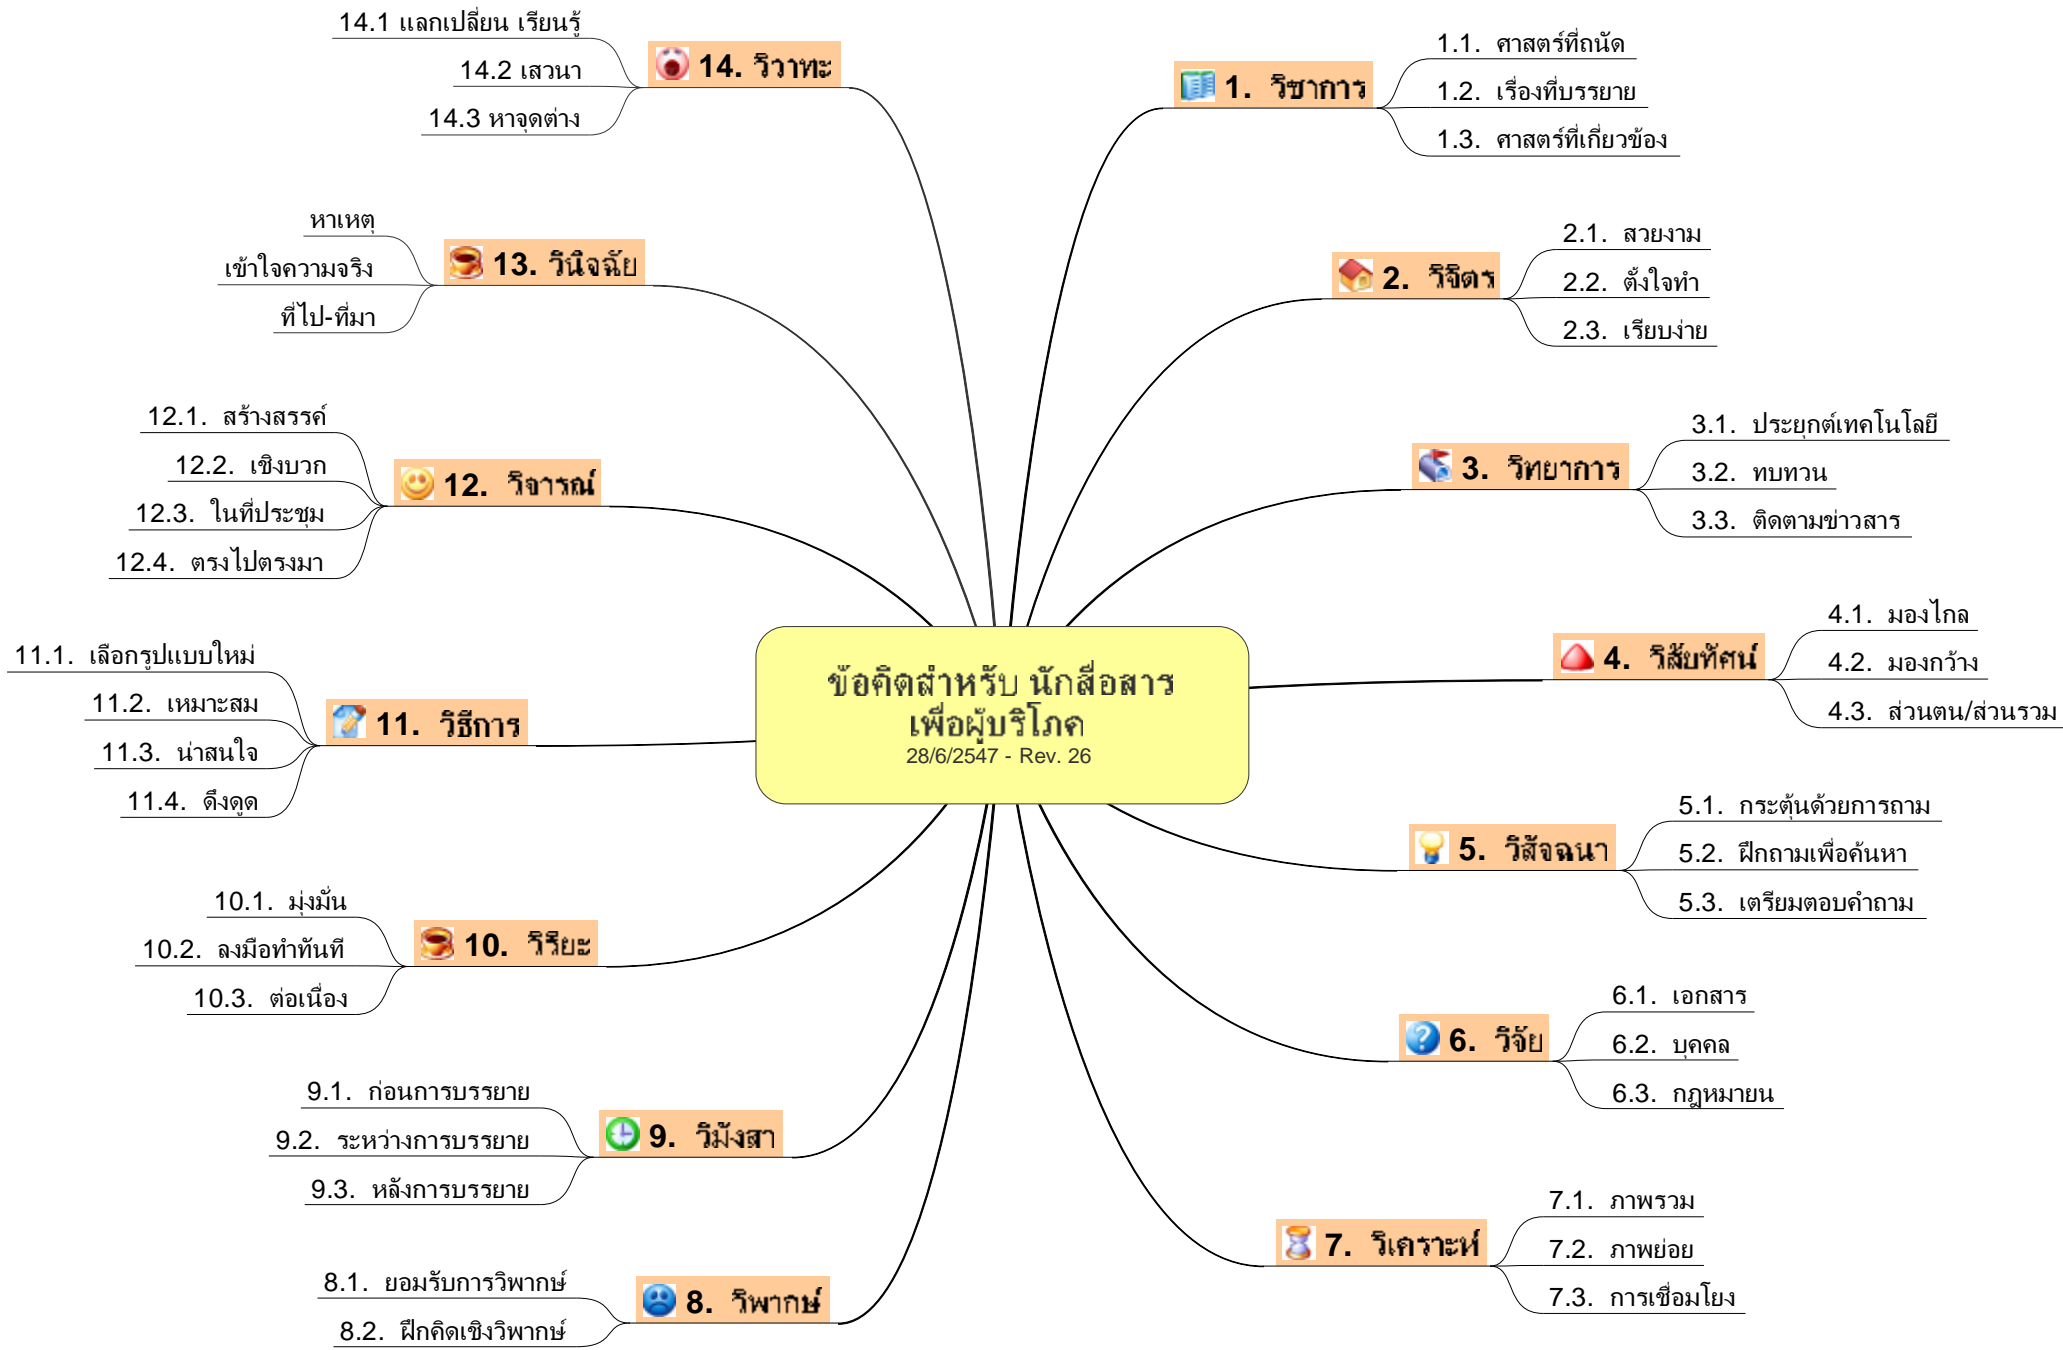 ข้อคิดสำหรับ นักสื่อสาร
เพื่อผู้บริโภค
28/6/2547 - Rev. 26
1. วิชาการ
1.1. ศาสตร์ที่ถนัด
1.2. เรื่องที่บรรยาย
1.3. ศาสตร์ที่เกี่ยวข้อง
2. วิจิตร
2.1. สวยงาม
2.2. ตั้งใจทำ
2.3. เรียบง่าย
3. วิทยาการ
3.1. ประยุกต์เทคโนโลยี
3.2. ทบทวน
3.3. ติดตามข่าวสาร
4. วิสัยทัศน์
4.1. มองไกล
4.2. มองกว้าง
4.3. ส่วนตน/ส่วนรวม
5. วิสัจฉนา
5.1. กระตุ้นด้วยการถาม
5.2. ฝึกถามเพื่อค้นหา
5.3. เตรียมตอบคำถาม
6. วิจัย
6.1. เอกสาร
6.2. บุคคล
6.3. กฎหมายน
7. วิเคราะห์
7.1. ภาพรวม
7.2. ภาพย่อย
7.3. การเชื่อมโยง
8. วิพากษ์
8.1. ยอมรับการวิพากษ์
8.2. ฝึกคิดเชิงวิพากษ์
9. วิมังสา
9.1. ก่อนการบรรยาย
9.2. ระหว่างการบรรยาย
9.3. หลังการบรรยาย
10. วิริยะ
10.1. มุ่งมั่น
10.2. ลงมือทำทันที
10.3. ต่อเนื่อง
11. วิธีการ
11.1. เลือกรูปแบบใหม่
11.2. เหมาะสม
11.3. น่าสนใจ
11.4. ดึงดูด
12. วิจารณ์
12.1. สร้างสรรค์
12.2. เชิงบวก
12.3. ในที่ประชุม
12.4. ตรงไปตรงมา
13. วินิจฉัย
หาเหตุ
เข้าใจความจริง
ที่ไป-ที่มา
14. วิวาทะ
14.1 แลกเปลี่ยน เรียนรู้
14.2 เสวนา
14.3 หาจุดต่าง